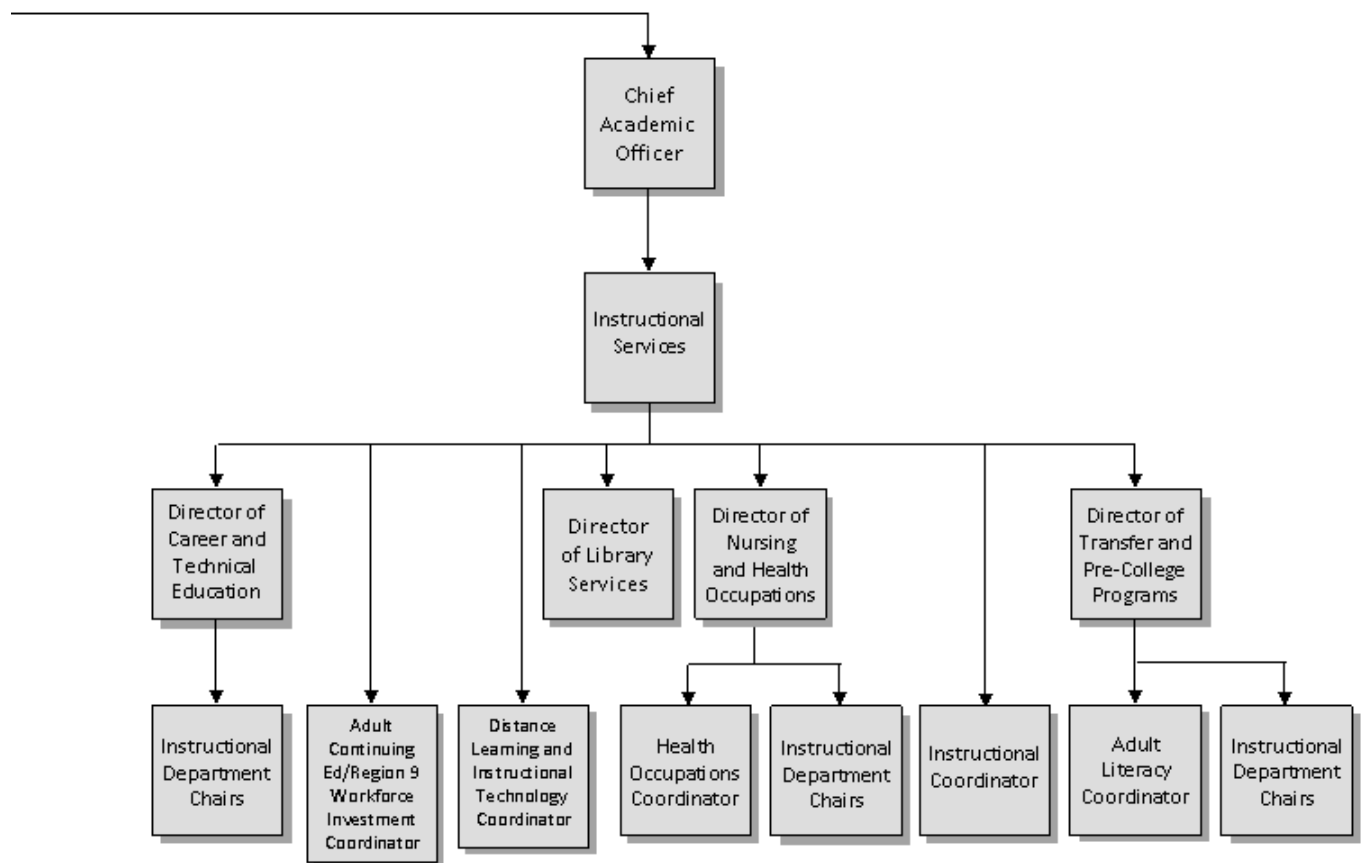 Chief
Academic
Officer
Instructional
Services
Director of
Career and
Technical
Education
Director
of Library
Services
Director of
Nursing
and Health
Occupations
Director of
Transfer and
Pre-College
Programs
Instructional
Department
Chairs
Adult
Continuing
Ed/Region 9
Workforce
Investment
Coordinator
Distance
Learning and
Instructional
Technology
Coordinator
Health
Occupations
Coordinator
Instructional
Department
Chairs
Instructional
Coordinator
Adult
Literacy
Coordinator
Instructional
Department
Chairs